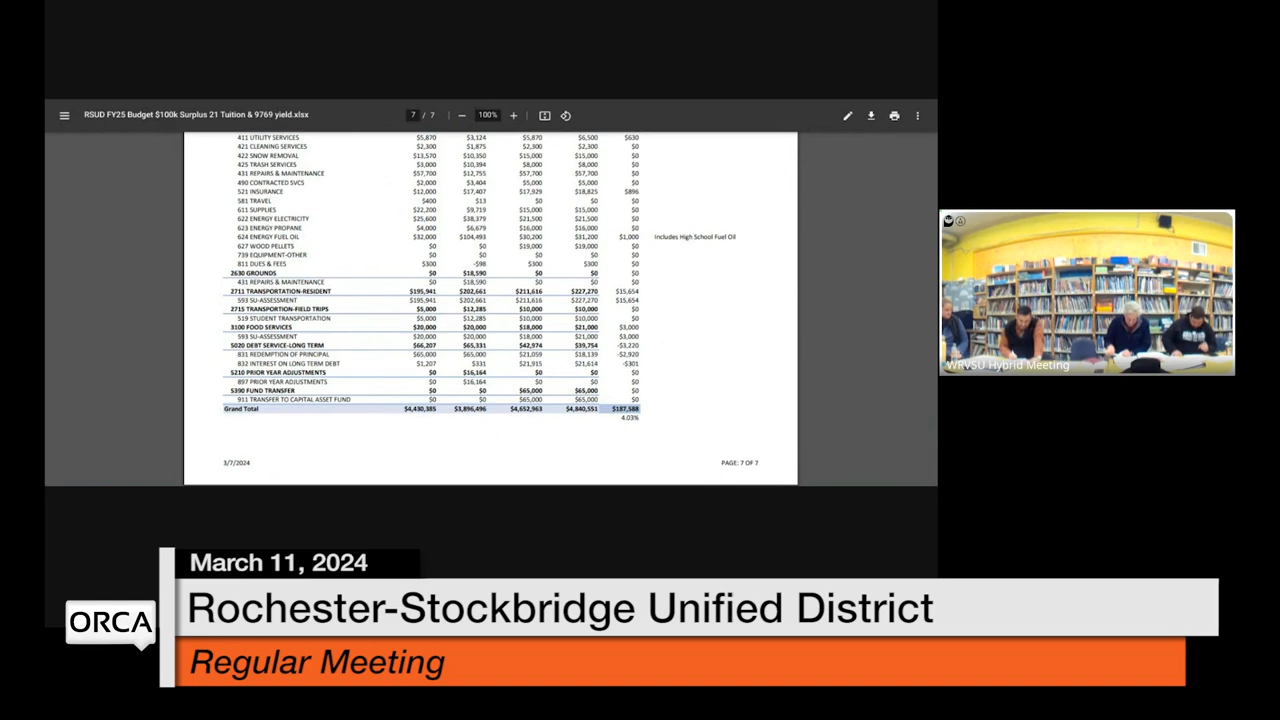 RSUD FY25 Budget $100k Surplus 21 Tuition & 9769 yield.xlsx 7 / 7 100%
411 UTILITY SERVICES $5,870 $3,124 $5,870 $6,500 $630
421 CLEANING SERVICES $2,300 $1,875 $2,300 $2,300 $0
422 SNOW REMOVAL $13,570 $10,350 $15,000 $15,000 $0
425 TRASH SERVICES $3,000 $10,394 $8,000 $8,000 $0
431 REPAIRS & MAINTENANCE $57,700 $12,755 $57,700 $57,700 $0
490 CONTRACTED SVCS $2,000 $3,404 $5,000 $5,000 $0
521 INSURANCE $12,000 $17,407 $17,929 $18,825 $896
581 TRAVEL $400 $13 $0 $0 $0
611 SUPPLIES $22,200 $9,719 $15,000 $15,000 $0
622 ENERGY ELECTRICITY $25,600 $38,379 $21,500 $21,500 $0
623 ENERGY PROPANE $4,000 $6,679 $16,000 $16,000 $0
624 ENERGY FUEL OIL $32,000 $104,493 $30,200 $31,200 $1,000 Includes High School Fuel Oil
627 WOOD PELLETS $0 $0 $19,000 $19,000 $0
739 EQUIPMENT-OTHER $0 $0 $0 $0 $0
811 DUES & FEES $300 -$98 $300 $300 $0
2630 GROUNDS $0 $18,590 $0 $0 $0
431 REPAIRS & MAINTENANCE $0 $18,590 $0 $0 $0
2711 TRANSPORTATION-RESIDENT $195,941 $202,661 $211,616 $227,270 $15,654
593 SU-ASSESSMENT $195,941 $202,661 $211,616 $227,270 $15,654
2715 TRANSPORTION-FIELD TRIPS $5,000 $12,285 $10,000 $10,000 $0
519 STUDENT TRANSPORTATION $5,000 $12,285 $10,000 $10,000 $0
3100 FOOD SERVICES $20,000 $20,000 $18,000 $21,000 $3,000
593 SU-ASSESSMENT $20,000 $20,000 $18,000 $21,000 $3,000
5020 DEBT SERVICE-LONG TERM $66,207 $65,331 $42,974 $39,754 -$3,220
831 REDEMPTION OF PRINCIPAL $65,000 $65,000 $21,059 $18,139 -$2,920
832 INTEREST ON LONG TERM DEBT $1,207 $331 $21,915 $21,614 -$301
5210 PRIOR YEAR ADJUSTMENTS $0 $16,164 $0 $0 $0
897 PRIOR YEAR ADJUSTMENTS $0 $16,164 $0 $0 $0
5390 FUND TRANSFER $0 $0 $65,000 $65,000 $0
911 TRANSFER TO CAPITAL ASSET FUND $0 $0 $65,000 $65,000 $0
Grand Total $4,430,385 $3,896,496 $4,652,963 $4,840,551 $187,588
4.03%
3/7/2024 PAGE: 7 OF 7
WRVSU Hybrid Meeting
March 11, 2024
ORCA
Rochester-Stockbridge Unified District
Regular Meeting